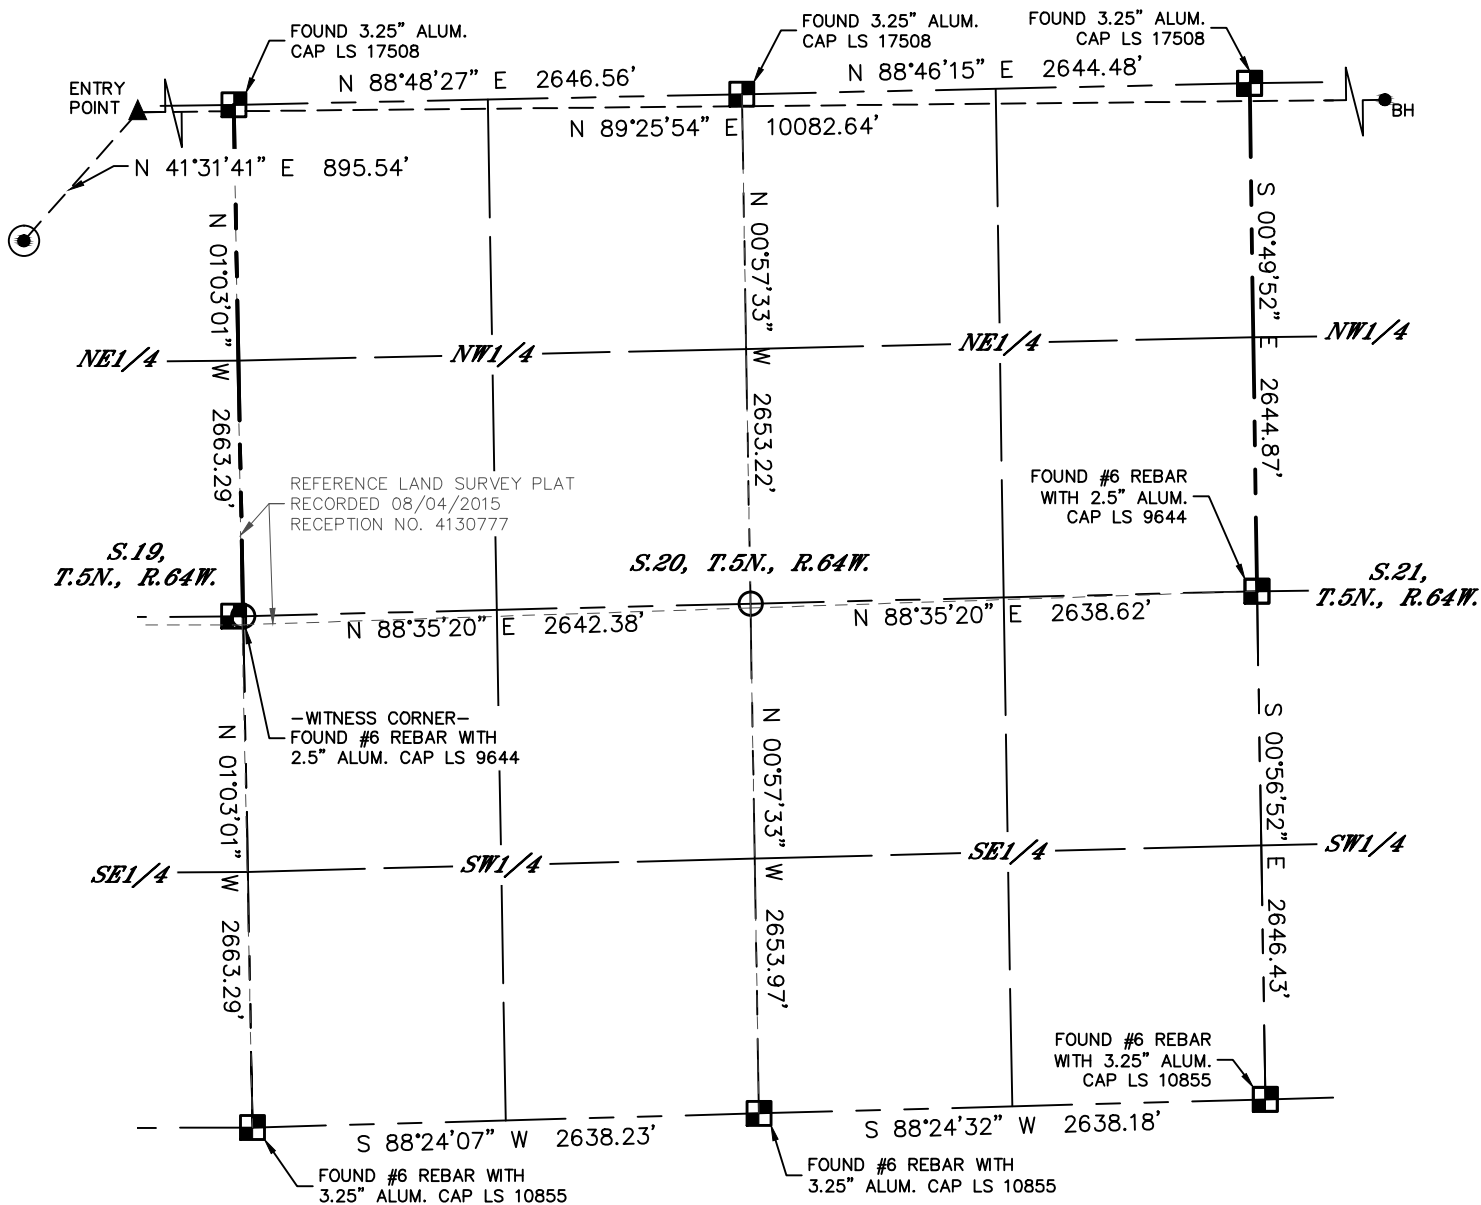 FOUND 3.25" ALUM.
CAP LS 17508
FOUND 3.25" ALUM.
CAP LS 17508
FOUND 3.25" ALUM.
CAP LS 17508
ENTRY
POINT
N 88°48'27" E 2646.56'
N 88°46'15" E 2644.48'
BH
N 89°25'54" E 10082.64'
N 41°31'41" E 895.54'
N 01°03'01" W 2663.29'
N 00°57'33" W 2653.22'
S 00°49'52" E 2644.87'
NE1/4
NW1/4
NE1/4
NW1/4
REFERENCE LAND SURVEY PLAT
RECORDED 08/04/2015
RECEPTION NO. 4130777
FOUND #6 REBAR
WITH 2.5" ALUM.
CAP LS 9644
S.19,
T.5N., R.64W.
S.20, T.5N., R.64W.
S.21,
T.5N., R.64W.
N 88°35'20" E 2642.38'
N 88°35'20" E 2638.62'
-WITNESS CORNER-
FOUND #6 REBAR WITH
2.5" ALUM. CAP LS 9644
N 01°03'01" W 2663.29'
N 00°57'33" W 2653.97'
S 00°56'52" E 2646.43'
SE1/4
SW1/4
SE1/4
SW1/4
FOUND #6 REBAR
WITH 3.25" ALUM.
CAP LS 10855
S 88°24'07" W 2638.23'
S 88°24'32" W 2638.18'
FOUND #6 REBAR WITH
3.25" ALUM. CAP LS 10855
FOUND #6 REBAR WITH
3.25" ALUM. CAP LS 10855